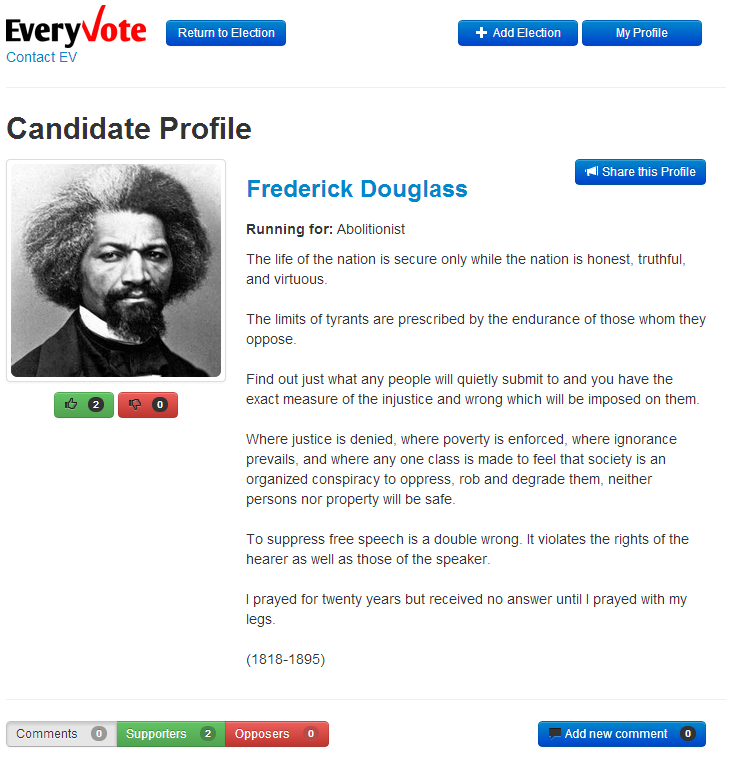 EveryVote
Return to Election
Add Election
My Profile
Contact EV
Candidate Profile
Share this Profile
Frederick Douglass
Running for: Abolitionist
The life of the nation is secure only while the nation is honest, truthful,
and virtuous.
The limits of tyrants are prescribed by the endurance of those whom they
oppose.
Find out just what any people will quietly submit to and you have the
exact measure of the injustice and wrong which will be imposed on them.
Where justice is denied, where poverty is enforced, where ignorance
prevails, and where any one class is made to feel that society is an
organized conspiracy to oppress, rob and degrade them, neither
persons nor property will be safe.
To suppress free speech is a double wrong. It violates the rights of the
hearer as well as those of the speaker.
I prayed for twenty years but received no answer until I prayed with my
legs.
(1818-1895)
2
0
Comments 0
Supporters 2
Opposers 0
Add new comment 0